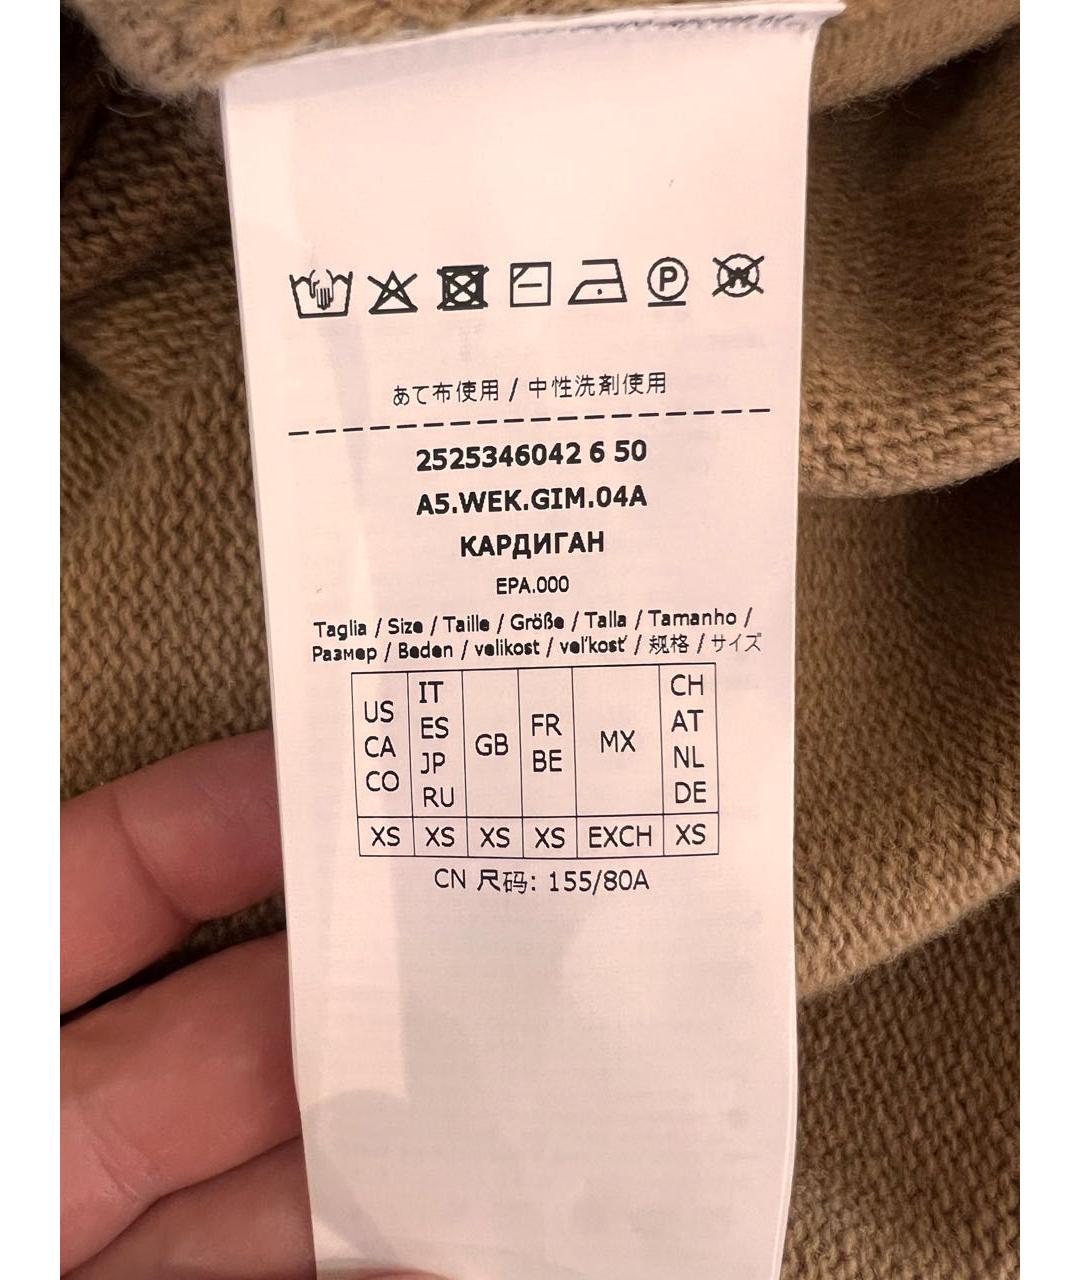 P
W
あて布使用 / 中性洗剤使用
2525346042 6 50
A5.WEK.GIM.04A
КАРДИГАН
EPA.000
Taglia / Size / Taille / Größe / Talla / Tamanho /
Размер / Beden / velikost / veľkosť / 规格 / サイズ
US CA CO IT ES JP RU GB FR BE MX CH AT NL DE
XS XS XS XS EXCH XS
CN 尺码: 155/80A